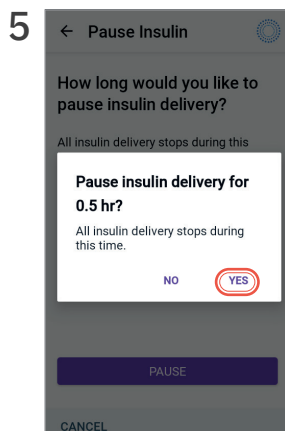 5
← Pause Insulin
How long would you like to
pause insulin delivery?
All insulin delivery stops during this
Pause insulin delivery for
0.5 hr?
All insulin delivery stops during
this time.
NO YES
PAUSE
CANCEL